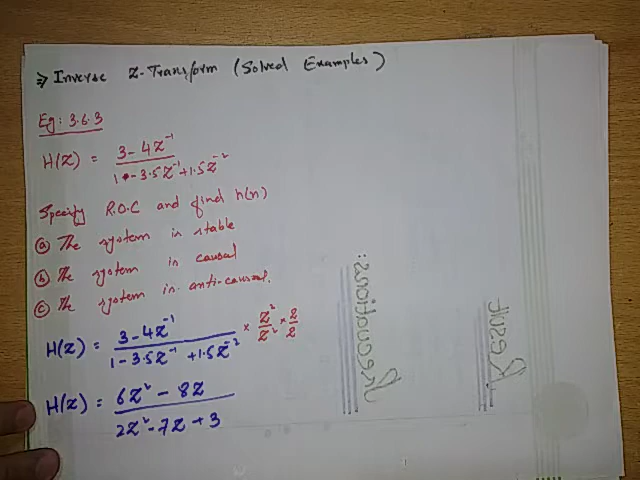 ⇒ Inverse Z-Transform (Solved Examples)
Eg: 3.6.3
H(Z) = 3 - 4Z⁻¹ / 1 - 3.5Z⁻¹ + 1.5Z⁻²
Specify R.O.C and find h(n)
ⓐ The system is stable
ⓑ The system is causal
ⓒ The system is anti-causal.
H(Z) = 3 - 4Z⁻¹ / 1 - 3.5Z⁻¹ + 1.5Z⁻² × Z²/Z² × 2/2
H(Z) = 6Z² - 8Z / 2Z² - 7Z + 3
Precautions:
Result